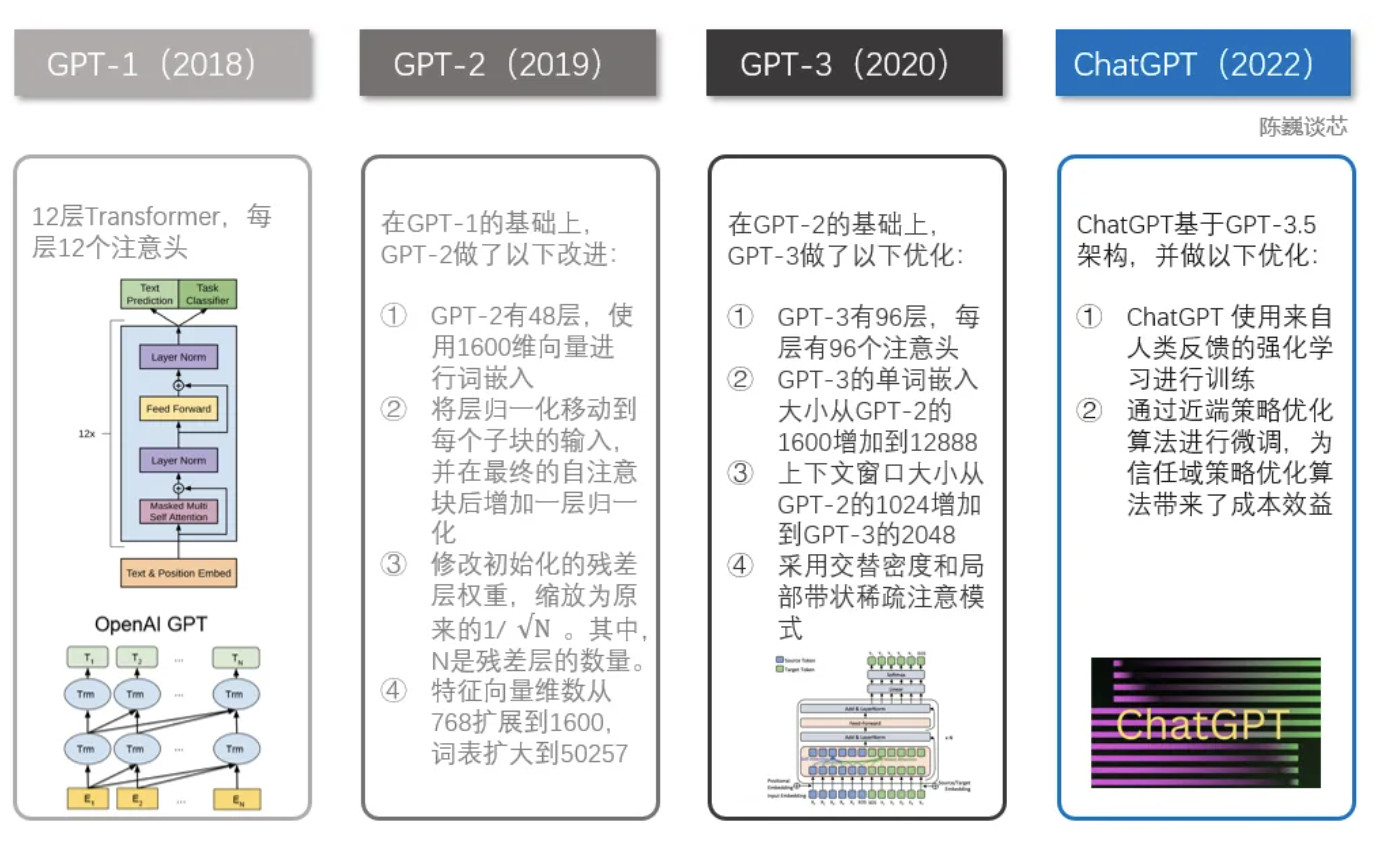 GPT-1（2018）
GPT-2（2019）
GPT-3（2020）
ChatGPT（2022）
陈巍谈芯
12层Transformer，每
层12个注意头
Text
Prediction
Task
Classifier
Layer Norm
Feed Forward
12x
Layer Norm
Masked Multi
Self Attention
Text & Position Embed
OpenAI GPT
T1 T2 ... TN
Trm Trm ... Trm
Trm Trm ... Trm
E1 E2 ... EN
在GPT-1的基础上，
GPT-2做了以下改进：
① GPT-2有48层，使
用1600维向量进
行词嵌入
② 将层归一化移动到
每个子块的输入，
并在最终的自注意
块后增加一层归一
化
③ 修改初始化的残差
层权重，缩放为原
来的1/ √N 。其中，
N是残差层的数量。
④ 特征向量维数从
768扩展到1600，
词表扩大到50257
在GPT-2的基础上，
GPT-3做了以下优化：
① GPT-3有96层，每
层有96个注意头
② GPT-3的单词嵌入
大小从GPT-2的
1600增加到12888
③ 上下文窗口大小从
GPT-2的1024增加
到GPT-3的2048
④ 采用交替密度和局
部带状稀疏注意模
式
Source Token
Target Token
Softmax
Linear
Add & LayerNorm
Feed Forward
Add & LayerNorm
x N
Positional
Embedding
Input Embedding
Source/Target
Embedding
ChatGPT基于GPT-3.5
架构，并做以下优化：
① ChatGPT 使用来自
人类反馈的强化学
习进行训练
② 通过近端策略优化
算法进行微调，为
信任域策略优化算
法带来了成本效益
ChatGPT